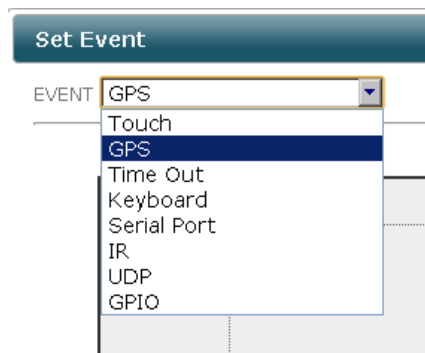 Set Event
EVENT GPS
Touch
GPS
Time Out
Keyboard
Serial Port
IR
UDP
GPIO